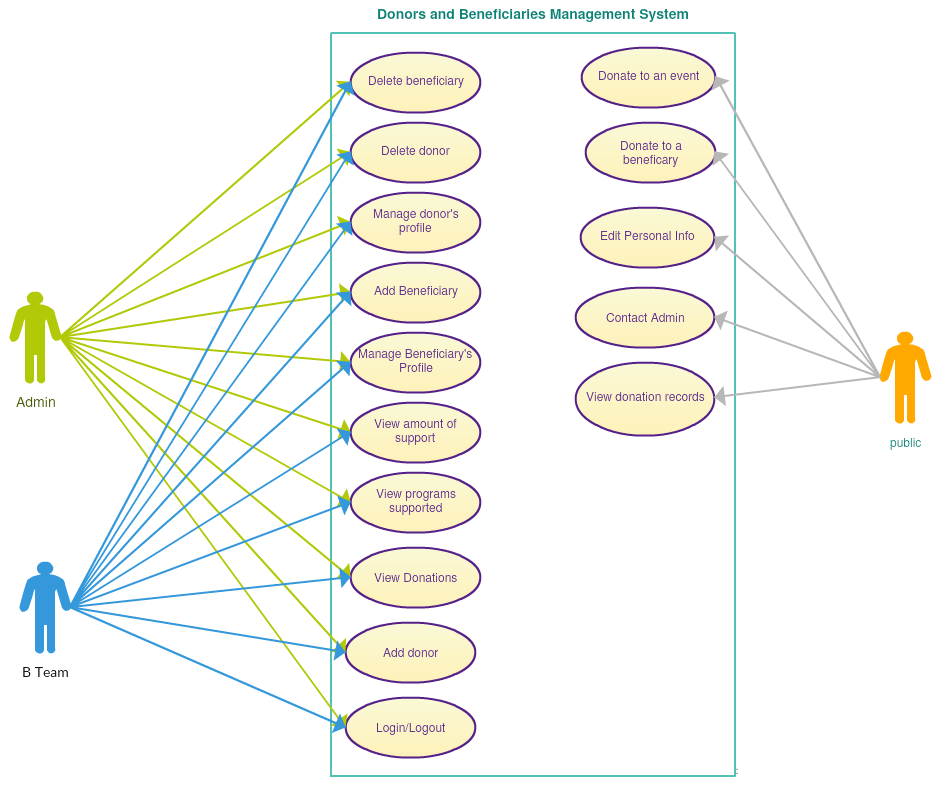 Donors and Beneficiaries Management System
Delete beneficiary
Delete donor
Manage donor's
profile
Add Beneficiary
Manage Beneficiary's
Profile
View amount of
support
View programs
supported
View Donations
Add donor
Login/Logout
Donate to an event
Donate to a
beneficary
Edit Personal Info
Contact Admin
View donation records
Admin
B Team
public